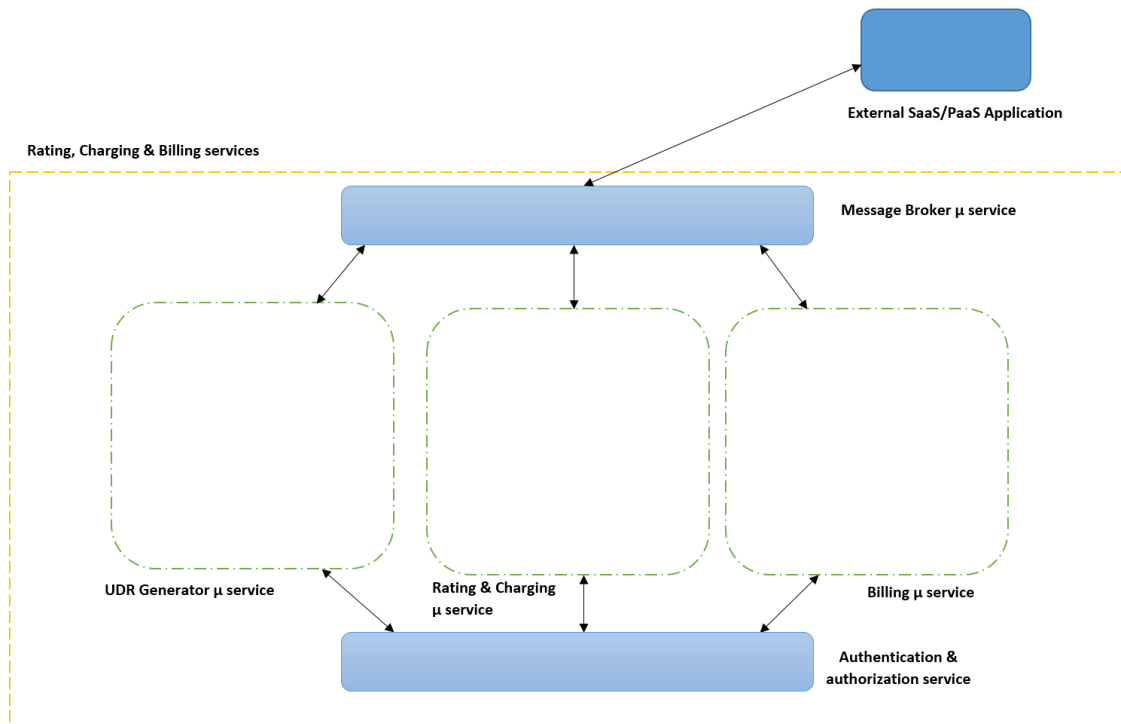 External SaaS/PaaS Application
Rating, Charging & Billing services
Message Broker µ service
UDR Generator µ service
Rating & Charging
µ service
Billing µ service
Authentication &
authorization service